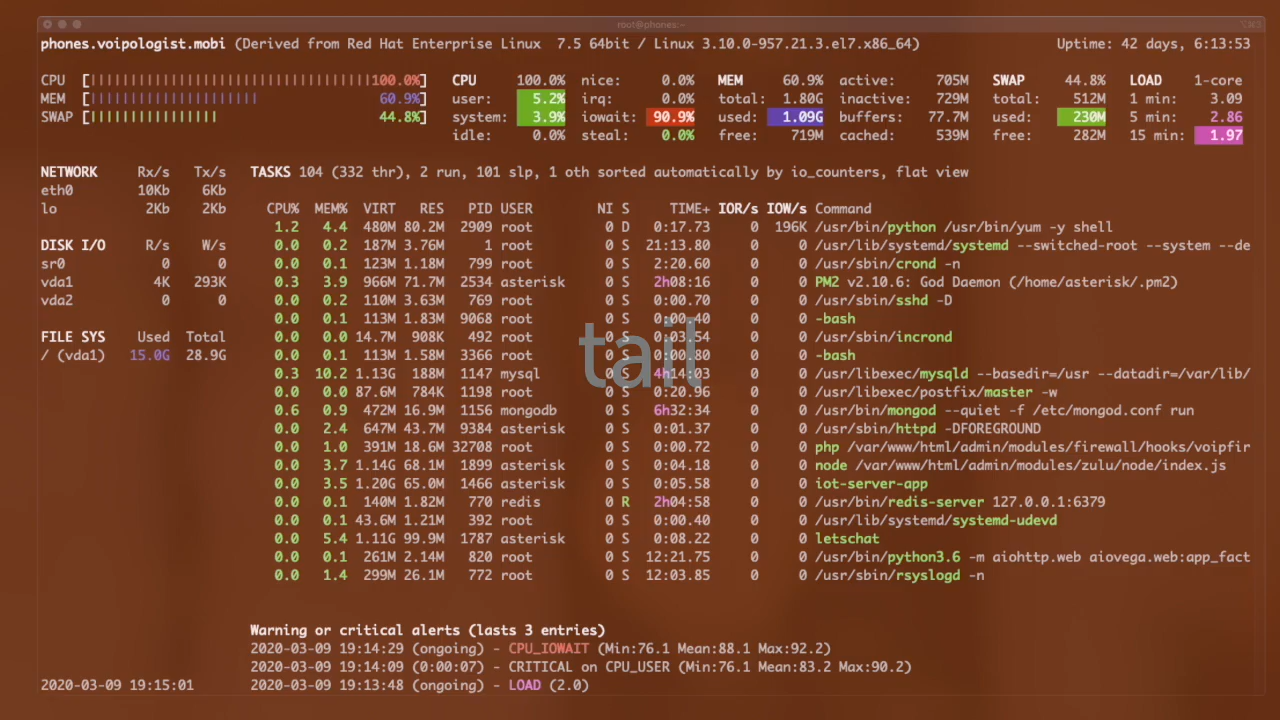 root@phones:~
phones.voipologist.mobi (Derived from Red Hat Enterprise Linux  7.5 64bit / Linux 3.10.0-957.21.3.el7.x86_64) Uptime: 42 days, 6:13:53
CPU [|||||||||||||||||||||||||||||||||||100.0%] CPU 100.0% nice: 0.0% MEM 60.9% active: 705M SWAP 44.8% LOAD 1-core
MEM [||||||||||||||||||||| 60.9%] user: 5.2% irq: 0.0% total: 1.80G inactive: 729M total: 512M 1 min: 3.09
SWAP [|||||||||||||||| 44.8%] system: 3.9% iowait: 90.9% used: 1.09G buffers: 77.7M used: 230M 5 min: 2.86
idle: 0.0% steal: 0.0% free: 719M cached: 539M free: 282M 15 min: 1.97
NETWORK Rx/s Tx/s TASKS 104 (332 thr), 2 run, 101 slp, 1 oth sorted automatically by io_counters, flat view
eth0 10Kb 6Kb
lo 2Kb 2Kb CPU% MEM% VIRT RES PID USER NI S TIME+ IOR/s IOW/s Command
1.2 4.4 480M 80.2M 2909 root 0 D 0:17.73 0 196K /usr/bin/python /usr/bin/yum -y shell
DISK I/O R/s W/s 0.0 0.2 187M 3.76M 1 root 0 S 21:13.80 0 0 /usr/lib/systemd/systemd --switched-root --system --de
sr0 0 0 0.0 0.1 123M 1.18M 799 root 0 S 2:20.60 0 0 /usr/sbin/crond -n
vda1 4K 293K 0.3 3.9 966M 71.7M 2534 asterisk 0 S 2h08:16 0 0 PM2 v2.10.6: God Daemon (/home/asterisk/.pm2)
vda2 0 0 0.0 0.2 110M 3.63M 769 root 0 S 0:00.70 0 0 /usr/sbin/sshd -D
0.0 0.1 113M 1.83M 9068 root 0 S 0:00.40 0 0 -bash
FILE SYS Used Total 0.0 0.0 14.7M 908K 492 root 0 S 0:03.54 0 0 /usr/sbin/incrond
/ (vda1) 15.0G 28.9G 0.0 0.1 113M 1.58M 3366 root 0 S 0:00.80 0 0 -bash
tail
0.3 10.2 1.13G 188M 1147 mysql 0 S 4h14:03 0 0 /usr/libexec/mysqld --basedir=/usr --datadir=/var/lib/
0.0 0.0 87.6M 784K 1198 root 0 S 0:20.96 0 0 /usr/libexec/postfix/master -w
0.6 0.9 472M 16.9M 1156 mongodb 0 S 6h32:34 0 0 /usr/bin/mongod --quiet -f /etc/mongod.conf run
0.0 2.4 647M 43.7M 9384 asterisk 0 S 0:01.37 0 0 /usr/sbin/httpd -DFOREGROUND
0.0 1.0 391M 18.6M 32708 root 0 S 0:00.72 0 0 php /var/www/html/admin/modules/firewall/hooks/voipfir
0.0 3.7 1.14G 68.1M 1899 asterisk 0 S 0:04.18 0 0 node /var/www/html/admin/modules/zulu/node/index.js
0.0 3.5 1.20G 65.0M 1466 asterisk 0 S 0:05.58 0 0 iot-server-app
0.0 0.1 140M 1.82M 770 redis 0 R 2h04:58 0 0 /usr/bin/redis-server 127.0.0.1:6379
0.0 0.1 43.6M 1.21M 392 root 0 S 0:00.40 0 0 /usr/lib/systemd/systemd-udevd
0.0 5.4 1.11G 99.9M 1787 asterisk 0 S 0:08.22 0 0 letschat
0.0 0.1 261M 2.14M 820 root 0 S 12:21.75 0 0 /usr/bin/python3.6 -m aiohttp.web aiovega.web:app_fact
0.0 1.4 299M 26.1M 772 root 0 S 12:03.85 0 0 /usr/sbin/rsyslogd -n
Warning or critical alerts (lasts 3 entries)
2020-03-09 19:14:29 (ongoing) - CPU_IOWAIT (Min:76.1 Mean:88.1 Max:92.2)
2020-03-09 19:14:09 (0:00:07) - CRITICAL on CPU_USER (Min:76.1 Mean:83.2 Max:90.2)
2020-03-09 19:15:01 2020-03-09 19:13:48 (ongoing) - LOAD (2.0)